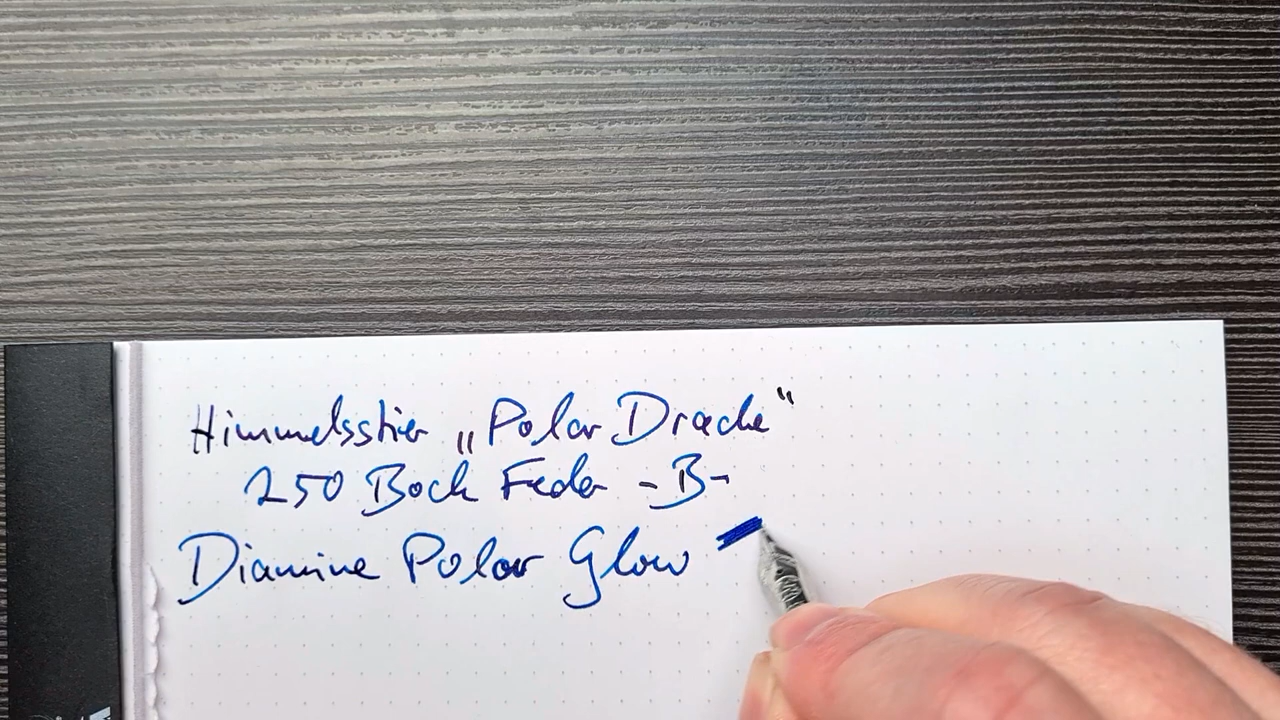 Himmelsstier „Polar Drache“
250 Bock Feder -B-
Diamine Polar Glow